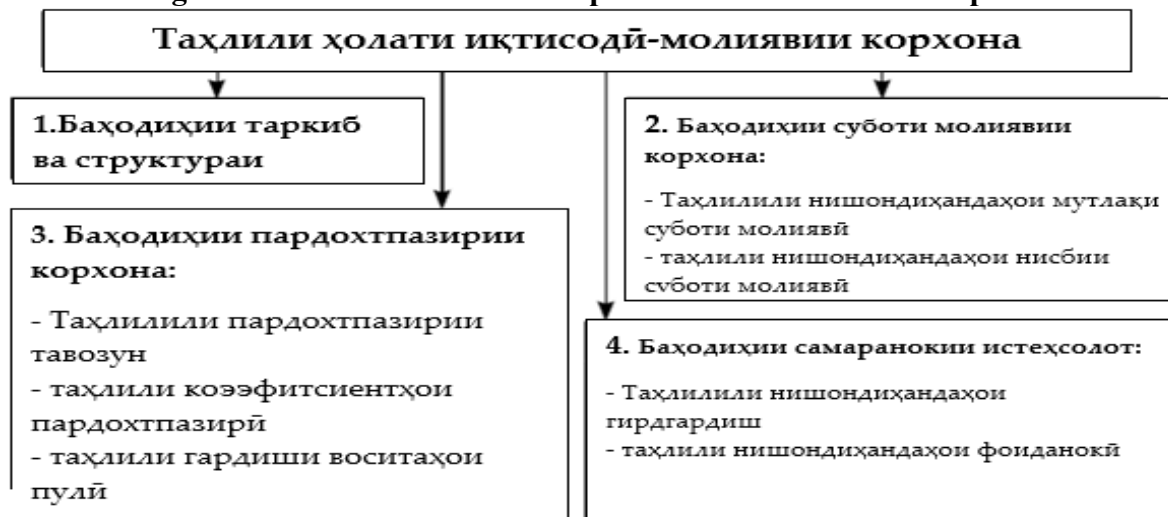 Таҳлили ҳолати иқтисодӣ-молиявии корхона
1.Баҳодиҳии таркиб
ва структураи
2. Баҳодиҳии суботи молиявии
корхона:
- Таҳлилили нишондиҳандаҳои мутлақи
суботи молиявӣ
- таҳлили нишондиҳандаҳои нисбии
суботи молиявӣ
3. Баҳодиҳии пардохтпазирии
корхона:
- Таҳлилили пардохтпазирии
тавозун
- таҳлили коээфитсиентҳои
пардохтпазирӣ
- таҳлили гардиши воситаҳои
пулӣ
4. Баҳодиҳии самаранокии истеҳсолот:
- Таҳлилили нишондиҳандаҳои
гирдгардиш
- таҳлили нишондиҳандаҳои фоиданокӣ